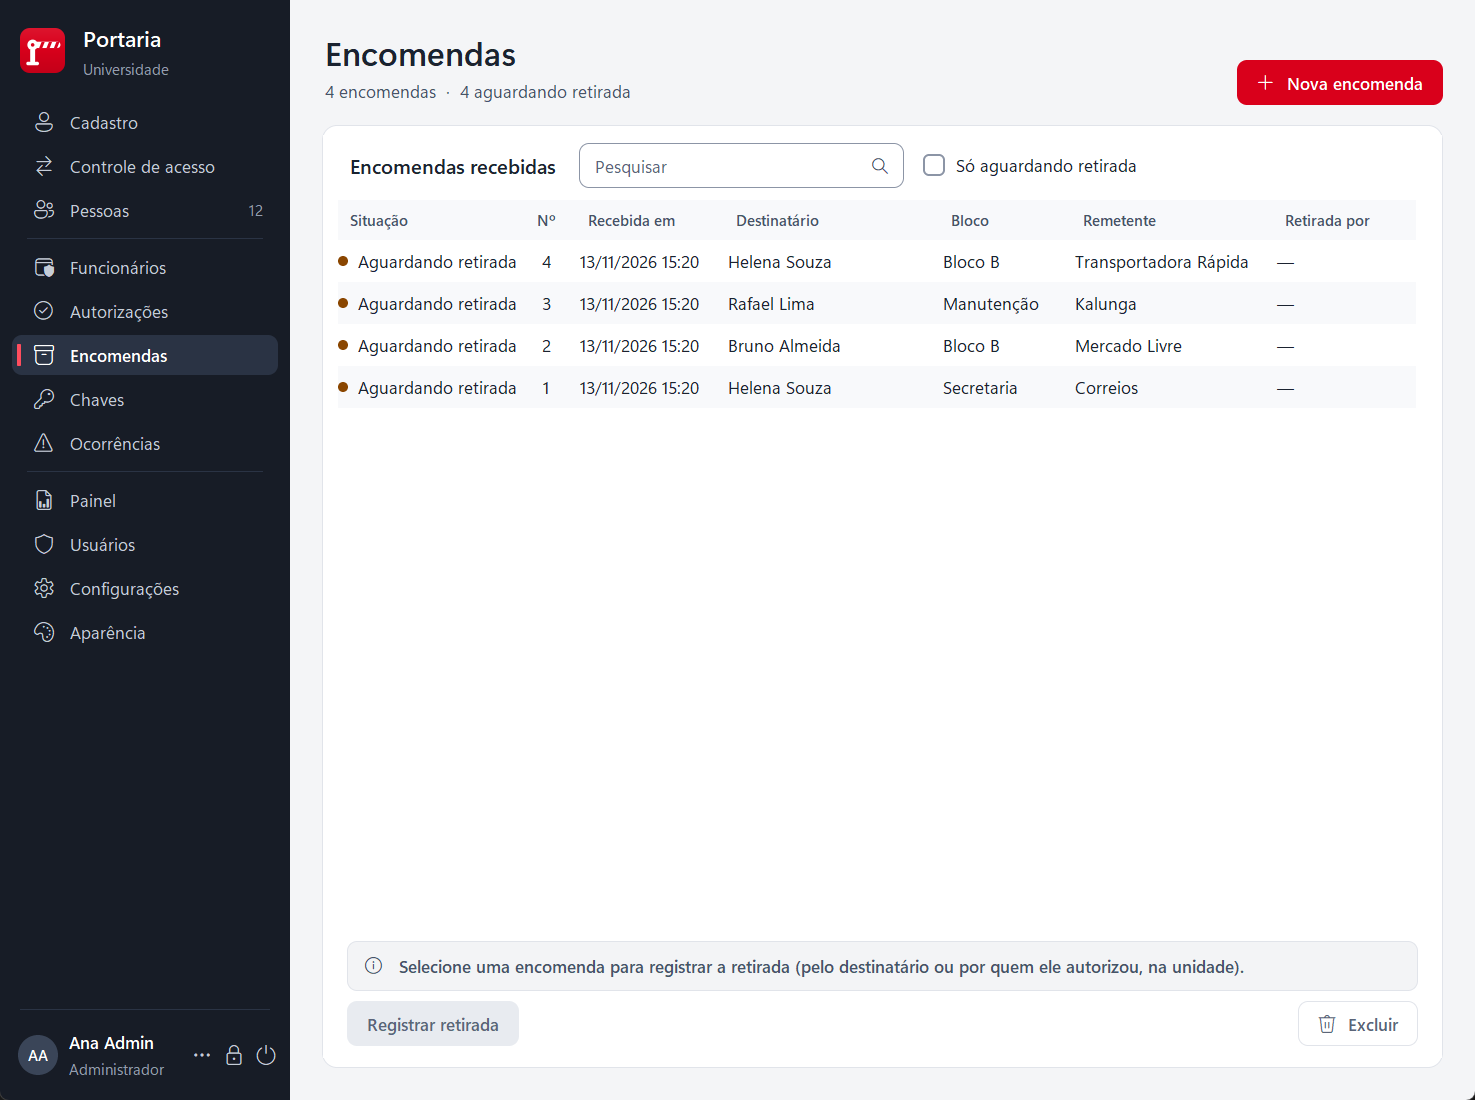 Portaria
Universidade
Cadastro
Controle de acesso
Pessoas 12
Funcionários
Autorizações
Encomendas
Chaves
Ocorrências
Painel
Usuários
Configurações
Aparência
AA
Ana Admin
Administrador
Encomendas
4 encomendas · 4 aguardando retirada
Nova encomenda
Encomendas recebidas
Pesquisar
Só aguardando retirada
Situação Nº Recebida em Destinatário Bloco Remetente Retirada por
Aguardando retirada 4 13/11/2026 15:20 Helena Souza Bloco B Transportadora Rápida —
Aguardando retirada 3 13/11/2026 15:20 Rafael Lima Manutenção Kalunga —
Aguardando retirada 2 13/11/2026 15:20 Bruno Almeida Bloco B Mercado Livre —
Aguardando retirada 1 13/11/2026 15:20 Helena Souza Secretaria Correios —
Selecione uma encomenda para registrar a retirada (pelo destinatário ou por quem ele autorizou, na unidade).
Registrar retirada
Excluir